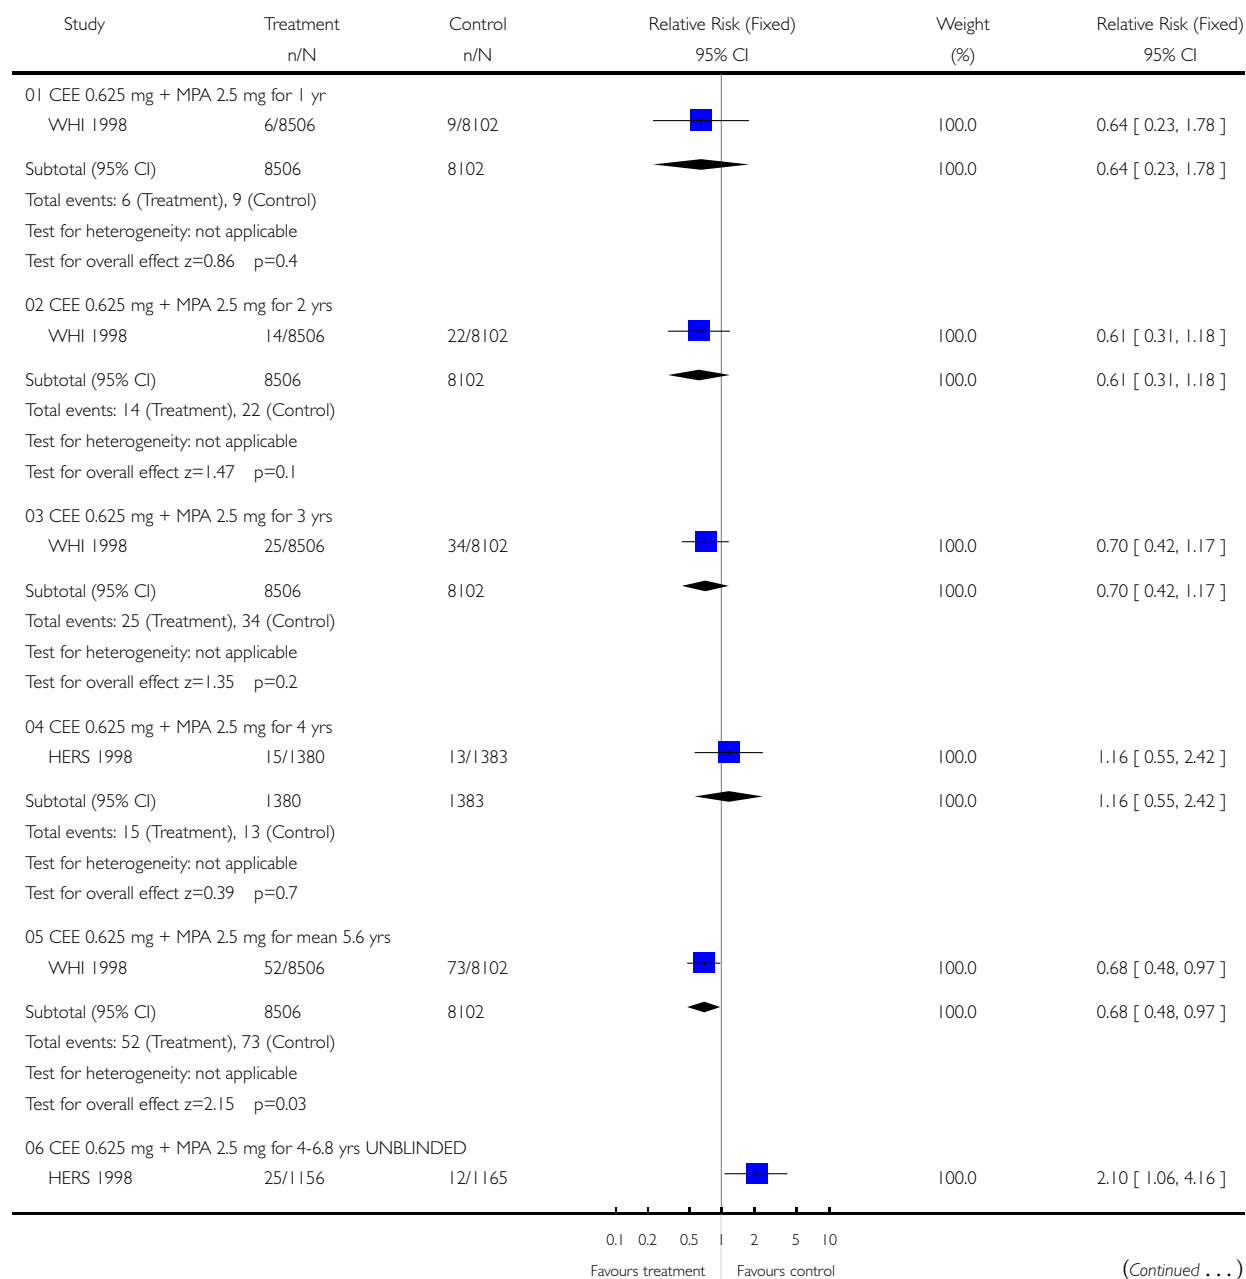 Study Treatment Control Relative Risk (Fixed) Weight Relative Risk (Fixed)
n/N n/N 95% CI (%) 95% CI
01 CEE 0.625 mg + MPA 2.5 mg for 1 yr
WHI 1998 6/8506 9/8102 100.0 0.64 [ 0.23, 1.78 ]
Subtotal (95% CI) 8506 8102 100.0 0.64 [ 0.23, 1.78 ]
Total events: 6 (Treatment), 9 (Control)
Test for heterogeneity: not applicable
Test for overall effect z=0.86 p=0.4
02 CEE 0.625 mg + MPA 2.5 mg for 2 yrs
WHI 1998 14/8506 22/8102 100.0 0.61 [ 0.31, 1.18 ]
Subtotal (95% CI) 8506 8102 100.0 0.61 [ 0.31, 1.18 ]
Total events: 14 (Treatment), 22 (Control)
Test for heterogeneity: not applicable
Test for overall effect z=1.47 p=0.1
03 CEE 0.625 mg + MPA 2.5 mg for 3 yrs
WHI 1998 25/8506 34/8102 100.0 0.70 [ 0.42, 1.17 ]
Subtotal (95% CI) 8506 8102 100.0 0.70 [ 0.42, 1.17 ]
Total events: 25 (Treatment), 34 (Control)
Test for heterogeneity: not applicable
Test for overall effect z=1.35 p=0.2
04 CEE 0.625 mg + MPA 2.5 mg for 4 yrs
HERS 1998 15/1380 13/1383 100.0 1.16 [ 0.55, 2.42 ]
Subtotal (95% CI) 1380 1383 100.0 1.16 [ 0.55, 2.42 ]
Total events: 15 (Treatment), 13 (Control)
Test for heterogeneity: not applicable
Test for overall effect z=0.39 p=0.7
05 CEE 0.625 mg + MPA 2.5 mg for mean 5.6 yrs
WHI 1998 52/8506 73/8102 100.0 0.68 [ 0.48, 0.97 ]
Subtotal (95% CI) 8506 8102 100.0 0.68 [ 0.48, 0.97 ]
Total events: 52 (Treatment), 73 (Control)
Test for heterogeneity: not applicable
Test for overall effect z=2.15 p=0.03
06 CEE 0.625 mg + MPA 2.5 mg for 4-6.8 yrs UNBLINDED
HERS 1998 25/1156 12/1165 100.0 2.10 [ 1.06, 4.16 ]
0.1 0.2 0.5 1 2 5 10
Favours treatment Favours control (Continued . . . )